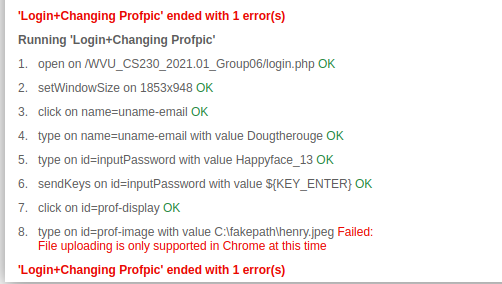 'Login+Changing Profpic' ended with 1 error(s)
Running 'Login+Changing Profpic'
1. open on /WVU_CS230_2021.01_Group06/login.php OK
2. setWindowSize on 1853x948 OK
3. click on name=uname-email OK
4. type on name=uname-email with value Dougtherouge OK
5. type on id=inputPassword with value Happyface_13 OK
6. sendKeys on id=inputPassword with value ${KEY_ENTER} OK
7. click on id=prof-display OK
8. type on id=prof-image with value C:\fakepath\henry.jpeg Failed:
File uploading is only supported in Chrome at this time
'Login+Changing Profpic' ended with 1 error(s)